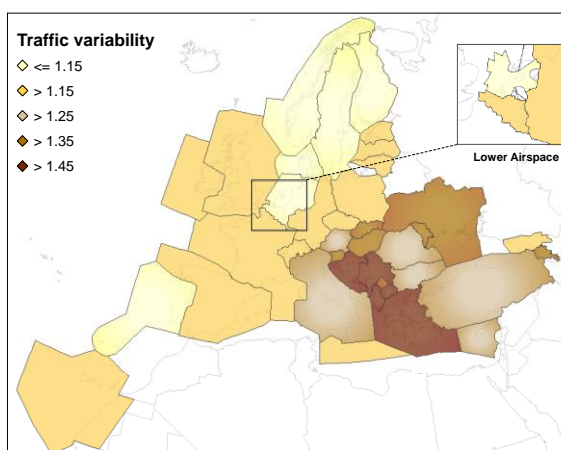 Traffic variability
<= 1.15
> 1.15
> 1.25
> 1.35
> 1.45
Lower Airspace